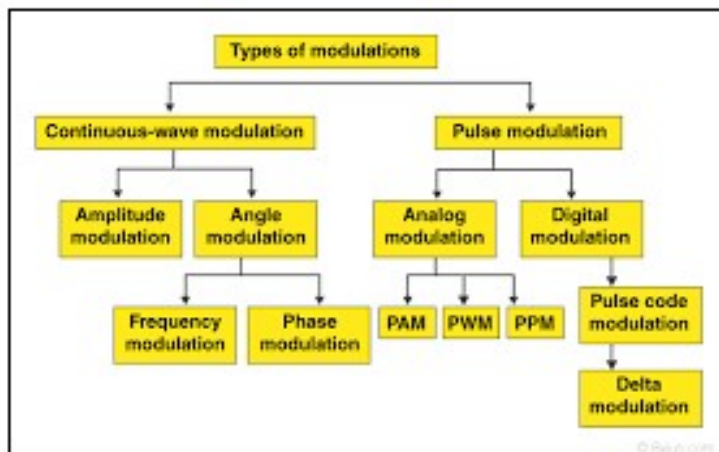 Types of modulations
Continuous-wave modulation
Pulse modulation
Amplitude
modulation
Angle
modulation
Analog
modulation
Digital
modulation
Frequency
modulation
Phase
modulation
PAM
PWM
PPM
Pulse code
modulation
Delta
modulation